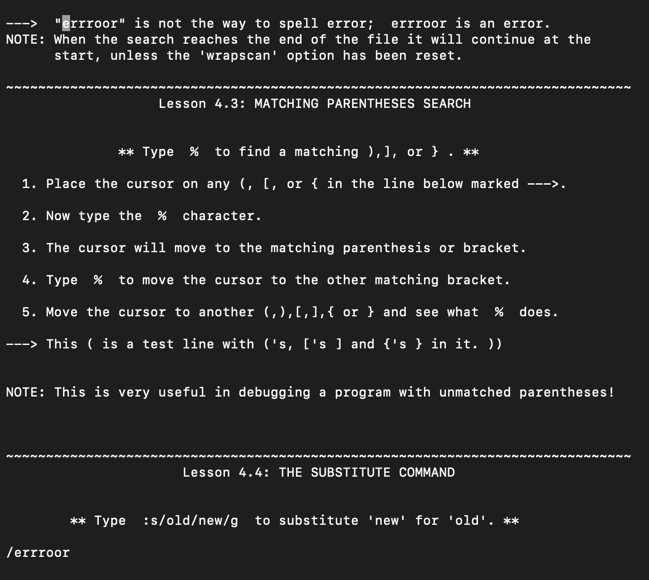 --->  "errroor" is not the way to spell error;  errroor is an error.
NOTE: When the search reaches the end of the file it will continue at the
      start, unless the 'wrapscan' option has been reset.
~~~~~~~~~~~~~~~~~~~~~~~~~~~~~~~~~~~~~~~~~~~~~~~~~~~~~~~~~~~~~~~~~~~~~~~~~~~~~~
                   Lesson 4.3: MATCHING PARENTHESES SEARCH
              ** Type  %  to find a matching ),], or } . **
  1. Place the cursor on any (, [, or { in the line below marked --->.
  2. Now type the  %  character.
  3. The cursor will move to the matching parenthesis or bracket.
  4. Type  %  to move the cursor to the other matching bracket.
  5. Move the cursor to another (,),[,],{ or } and see what  %  does.
---> This ( is a test line with ('s, ['s ] and {'s } in it. ))
NOTE: This is very useful in debugging a program with unmatched parentheses!
~~~~~~~~~~~~~~~~~~~~~~~~~~~~~~~~~~~~~~~~~~~~~~~~~~~~~~~~~~~~~~~~~~~~~~~~~~~~~~
                      Lesson 4.4: THE SUBSTITUTE COMMAND
        ** Type  :s/old/new/g  to substitute 'new' for 'old'. **
/errroor